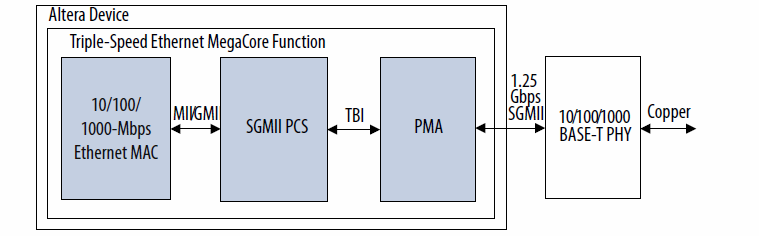 Altera Device
Triple-Speed Ethernet MegaCore Function
10/100/
1000-Mbps
Ethernet MAC
MII/GMII
SGMII PCS
TBI
PMA
1.25
Gbps
SGMII
10/100/1000
BASE-T PHY
Copper